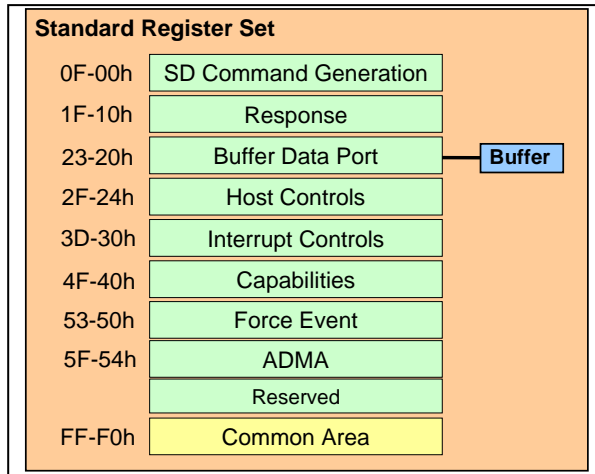 Standard Register Set
0F-00h SD Command Generation
1F-10h Response
23-20h Buffer Data Port Buffer
2F-24h Host Controls
3D-30h Interrupt Controls
4F-40h Capabilities
53-50h Force Event
5F-54h ADMA
Reserved
FF-F0h Common Area